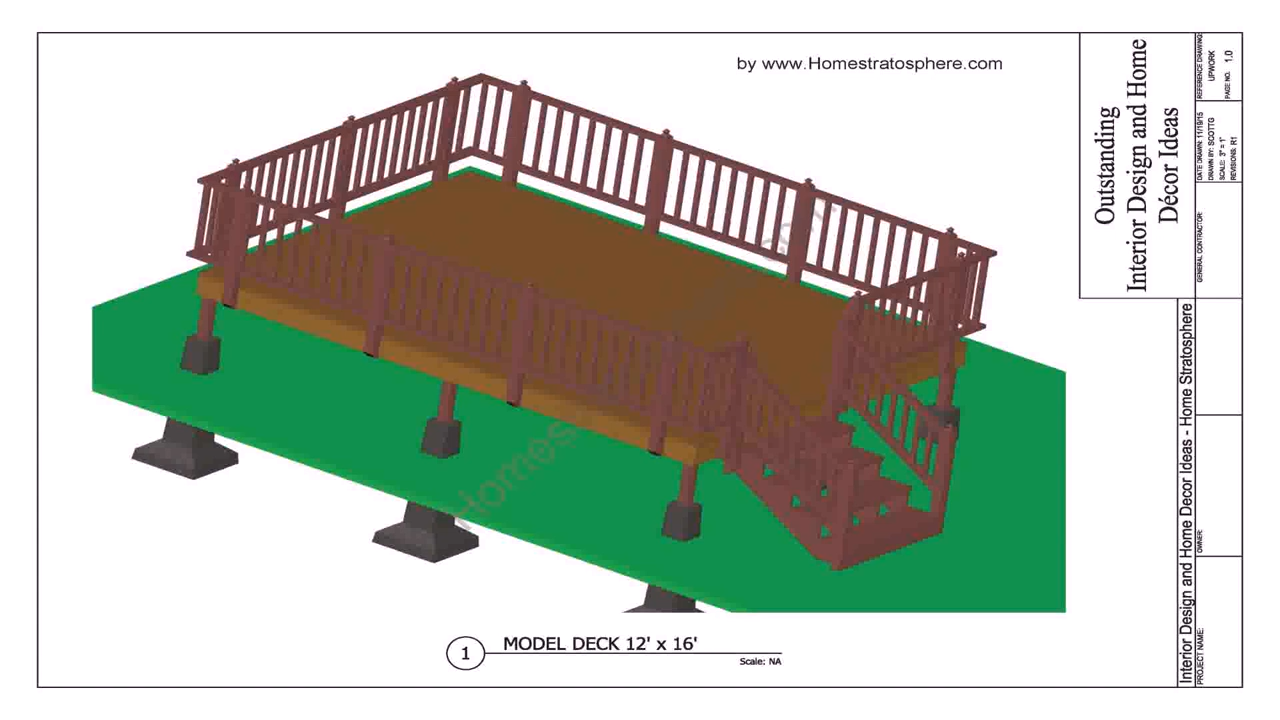 by www.Homestratosphere.com
Outstanding
Interior Design and Home
Décor Ideas
REFERENCE DRAWING:
UPWORK
PAGE NO. 1.0
DATE DRAWN: 11/19/15
DRAWN BY: SCOTTG
SCALE: 3" = 1'
REVISIONS: R1
GENERAL CONTRACTOR:
OWNER:
Interior Design and Home Decor Ideas - Home Stratosphere
PROJECT NAME:
1
MODEL DECK 12' x 16'
Scale: NA